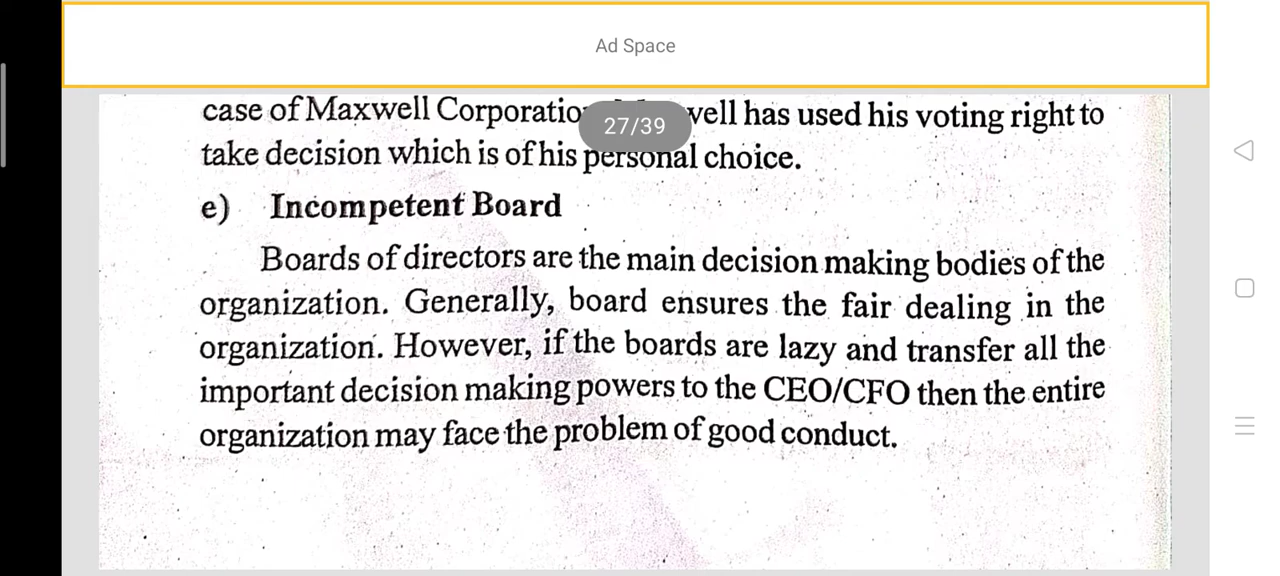 Ad Space
case of Maxwell Corporatio has used his voting right to
27/39
take decision which is of his personal choice.
e) Incompetent Board
Boards of directors are the main decision making bodies of the
organization. Generally, board ensures the fair dealing in the
organization. However, if the boards are lazy and transfer all the
important decision making powers to the CEO/CFO then the entire
organization may face the problem of good conduct.